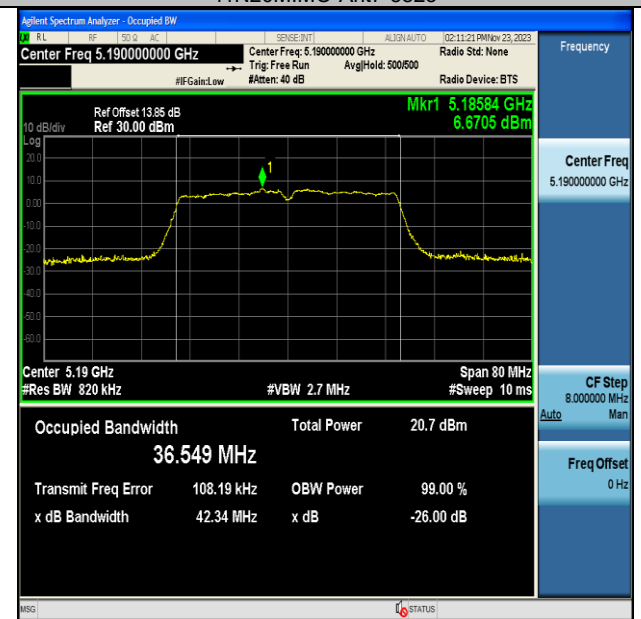 Agilent Spectrum Analyzer - Occupied BW
RL RF 50 Ω AC SENSE:INT ALIGN AUTO 02:11:21 PM Nov 23, 2023
Center Freq 5.190000000 GHz
Center Freq: 5.190000000 GHz Radio Std: None
Trig: Free Run Avg|Hold: 500/500
#IFGain:Low #Atten: 40 dB Radio Device: BTS
Frequency
Ref Offset 13.85 dB
Mkr1 5.18584 GHz
10 dB/div Ref 30.00 dBm 6.6705 dBm
Log
20.0
1
10.0
0.00
-10.0
-20.0
-30.0
-40.0
-50.0
-60.0
Center Freq
5.190000000 GHz
Center 5.19 GHz Span 80 MHz
#Res BW 820 kHz #VBW 2.7 MHz #Sweep 10 ms
CF Step
8.000000 MHz
Auto Man
Freq Offset
0 Hz
Occupied Bandwidth Total Power 20.7 dBm
36.549 MHz
Transmit Freq Error 108.19 kHz OBW Power 99.00 %
x dB Bandwidth 42.34 MHz x dB -26.00 dB
MSG STATUS